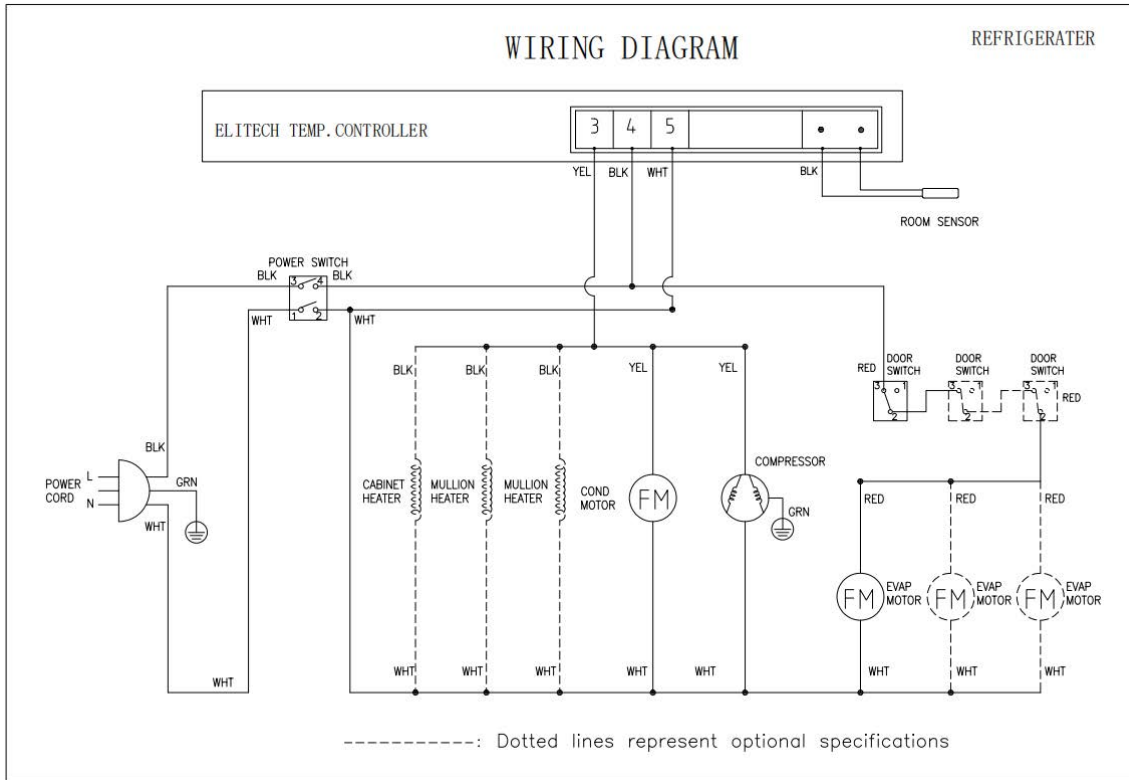 WIRING DIAGRAM
REFRIGERATER
ELITECH TEMP.CONTROLLER
3 4 5
YEL BLK WHT BLK
ROOM SENSOR
POWER SWITCH
BLK BLK
3 4
1 2
WHT WHT
DOOR SWITCH
DOOR SWITCH
DOOR SWITCH
RED
3 1
2
3 1
2
3 1
2
RED
BLK BLK BLK YEL YEL
BLK
POWER CORD
L
N
GRN
WHT
CABINET HEATER
MULLION HEATER
MULLION HEATER
COND MOTOR
FM
COMPRESSOR
GRN
RED RED RED
FM
EVAP MOTOR
FM
EVAP MOTOR
FM
EVAP MOTOR
WHT WHT WHT WHT WHT WHT WHT WHT
WHT
---------: Dotted lines represent optional specifications